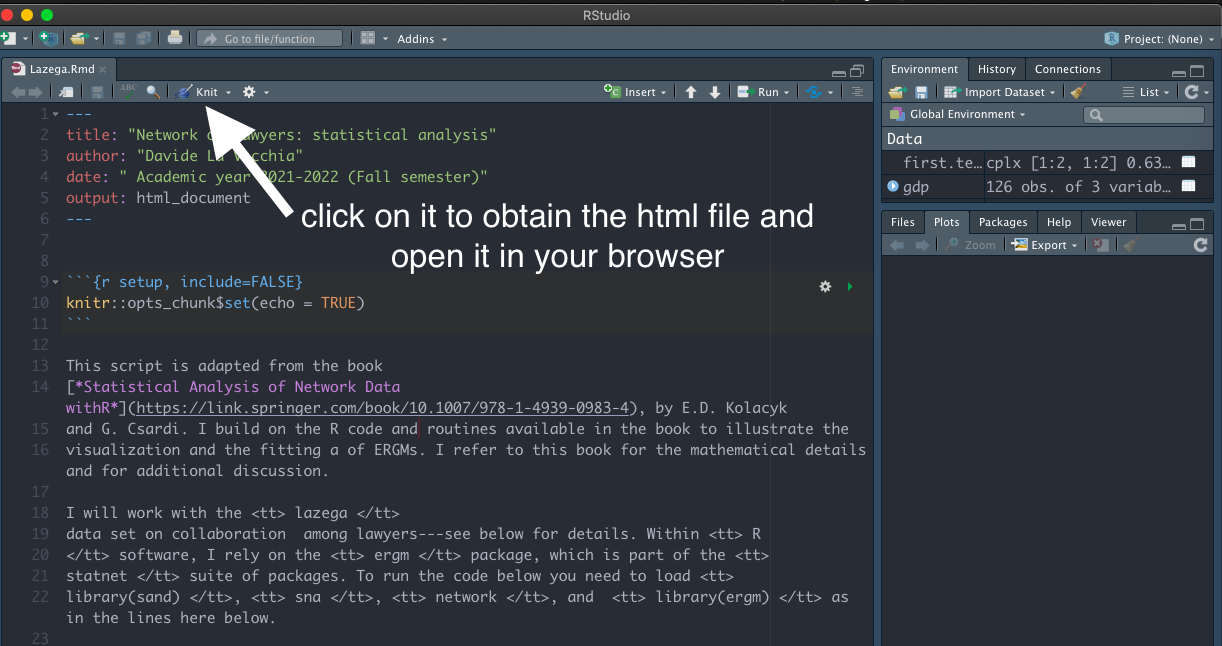 RStudio
Go to file/function
Addins
Project: (None)
Lazega.Rmd
ABC
Knit
Insert
Run
1 ---
2 title: "Network of lawyers: statistical analysis"
3 author: "Davide La Vecchia"
4 date: " Academic year 2021-2022 (Fall semester)"
5 output: html_document
6 ---
7
8
click on it to obtain the html file and
open it in your browser
9 ```{r setup, include=FALSE}
10 knitr::opts_chunk$set(echo = TRUE)
11 ```
12
13 This script is adapted from the book
14 [*Statistical Analysis of Network Data
withR*](https://link.springer.com/book/10.1007/978-1-4939-0983-4), by E.D. Kolacyk
15 and G. Csardi. I build on the R code and routines available in the book to illustrate the
16 visualization and the fitting a of ERGMs. I refer to this book for the mathematical details
and for additional discussion.
17
18 I will work with the <tt> lazega </tt>
19 data set on collaboration  among lawyers---see below for details. Within <tt> R
20 </tt> software, I rely on the <tt> ergm </tt> package, which is part of the <tt>
21 statnet </tt> suite of packages. To run the code below you need to load <tt>
22 library(sand) </tt>, <tt> sna </tt>, <tt> network </tt>, and  <tt> library(ergm) </tt> as
in the lines here below.
23
Environment
History
Connections
Import Dataset
List
Global Environment
Data
first.te… cplx [1:2, 1:2] 0.63…
gdp 126 obs. of 3 variab…
Files
Plots
Packages
Help
Viewer
Zoom
Export